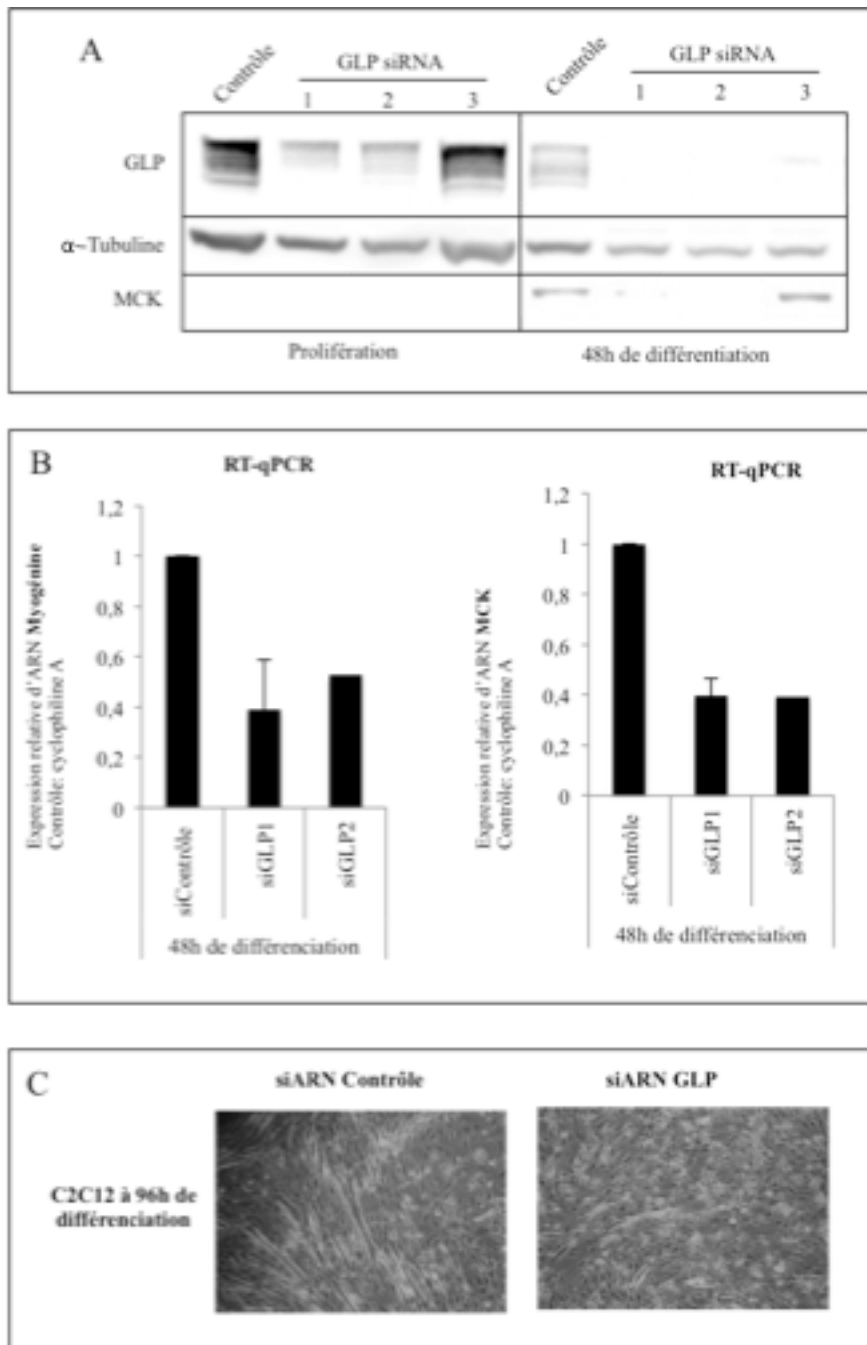 A
Contrôle
GLP siRNA
Contrôle
GLP siRNA
1 2 3
1 2 3
GLP
α-Tubuline
MCK
Prolifération
48h de différentiation
B
RT-qPCR
Expression relative d'ARN Myogénine
Contrôle: cyclophiline A
1,2
1
0,8
0,6
0,4
0,2
0
siContrôle
siGLP1
siGLP2
48h de différenciation
RT-qPCR
Expression relative d'ARN MCK
Contrôle: cyclophiline A
1,2
1
0,8
0,6
0,4
0,2
0
siContrôle
siGLP1
siGLP2
48h de différenciation
C
siARN Contrôle
siARN GLP
C2C12 à 96h de
différenciation